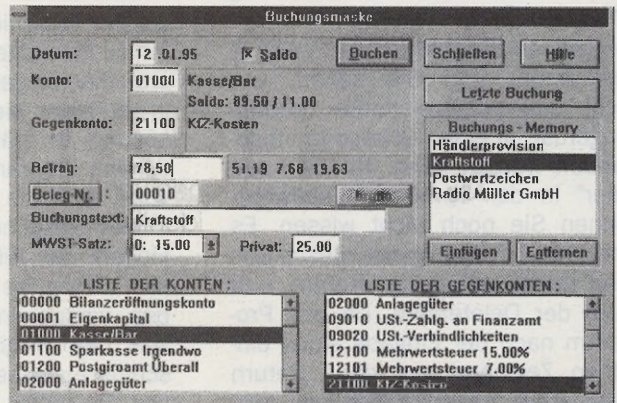 Buchungsmaske
Datum: 12 .01.95 Saldo Buchen Schließen Hilfe
Konto: 01000 Kasse/Bar
Saldo: 89.50 / 11.00 Letzte Buchung
Gegenkonto: 21100 KfZ-Kosten
Buchungs - Memory
Händlerprovision
Kraftstoff
Postwertzeichen
Radio Müller GmbH
Betrag: 78,50 51.19 7.68 19.63
Beleg-Nr. : 00010 Brutto
Buchungstext: Kraftstoff
MWST-Satz: 0: 15.00 Privat: 25.00 Einfügen Entfernen
LISTE DER KONTEN :
00000 Bilanzeröffnungskonto
00001 Eigenkapital
01000 Kasse/Bar
01100 Sparkasse Irgendwo
01200 Postgiroamt Überall
02000 Anlagegüter
LISTE DER GEGENKONTEN :
02000 Anlagegüter
09010 USt.-Zahlg. an Finanzamt
09020 USt.-Verbindlichkeiten
12100 Mehrwertsteuer 15.00%
12101 Mehrwertsteuer 7.00%
21100 KfZ-Kosten